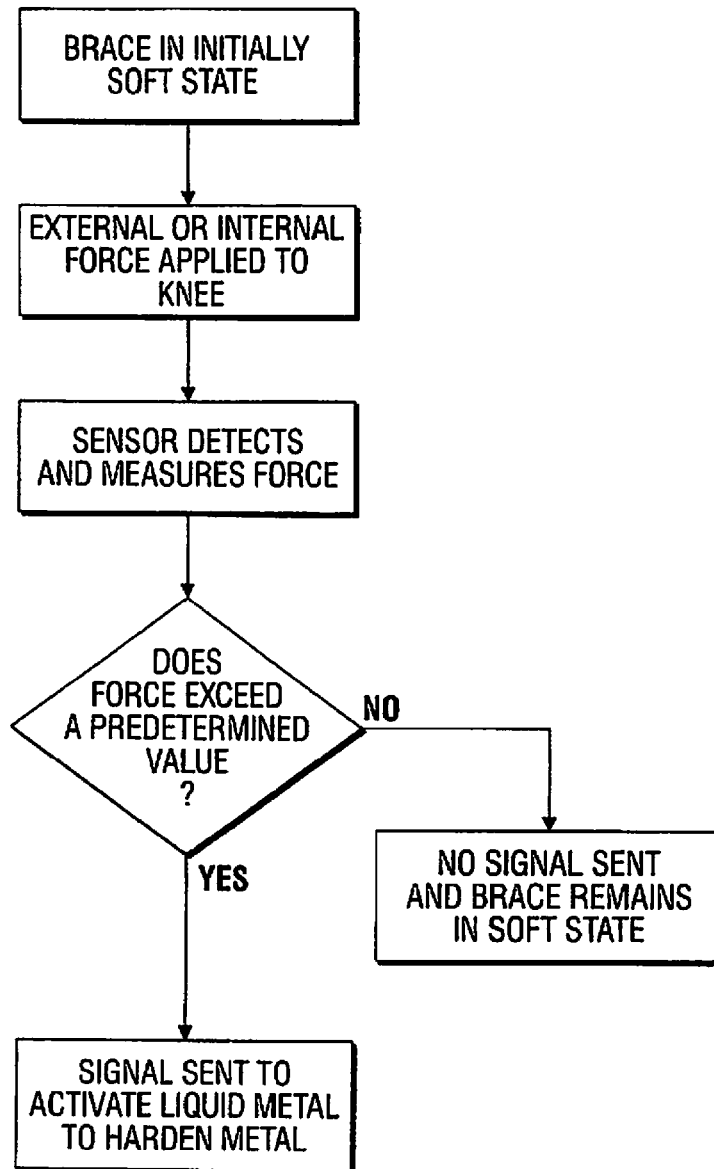 BRACE IN INITIALLY
SOFT STATE
EXTERNAL OR INTERNAL
FORCE APPLIED TO
KNEE
SENSOR DETECTS
AND MEASURES FORCE
DOES
FORCE EXCEED
A PREDETERMINED
VALUE
?
NO
YES
NO SIGNAL SENT
AND BRACE REMAINS
IN SOFT STATE
SIGNAL SENT TO
ACTIVATE LIQUID METAL
TO HARDEN METAL